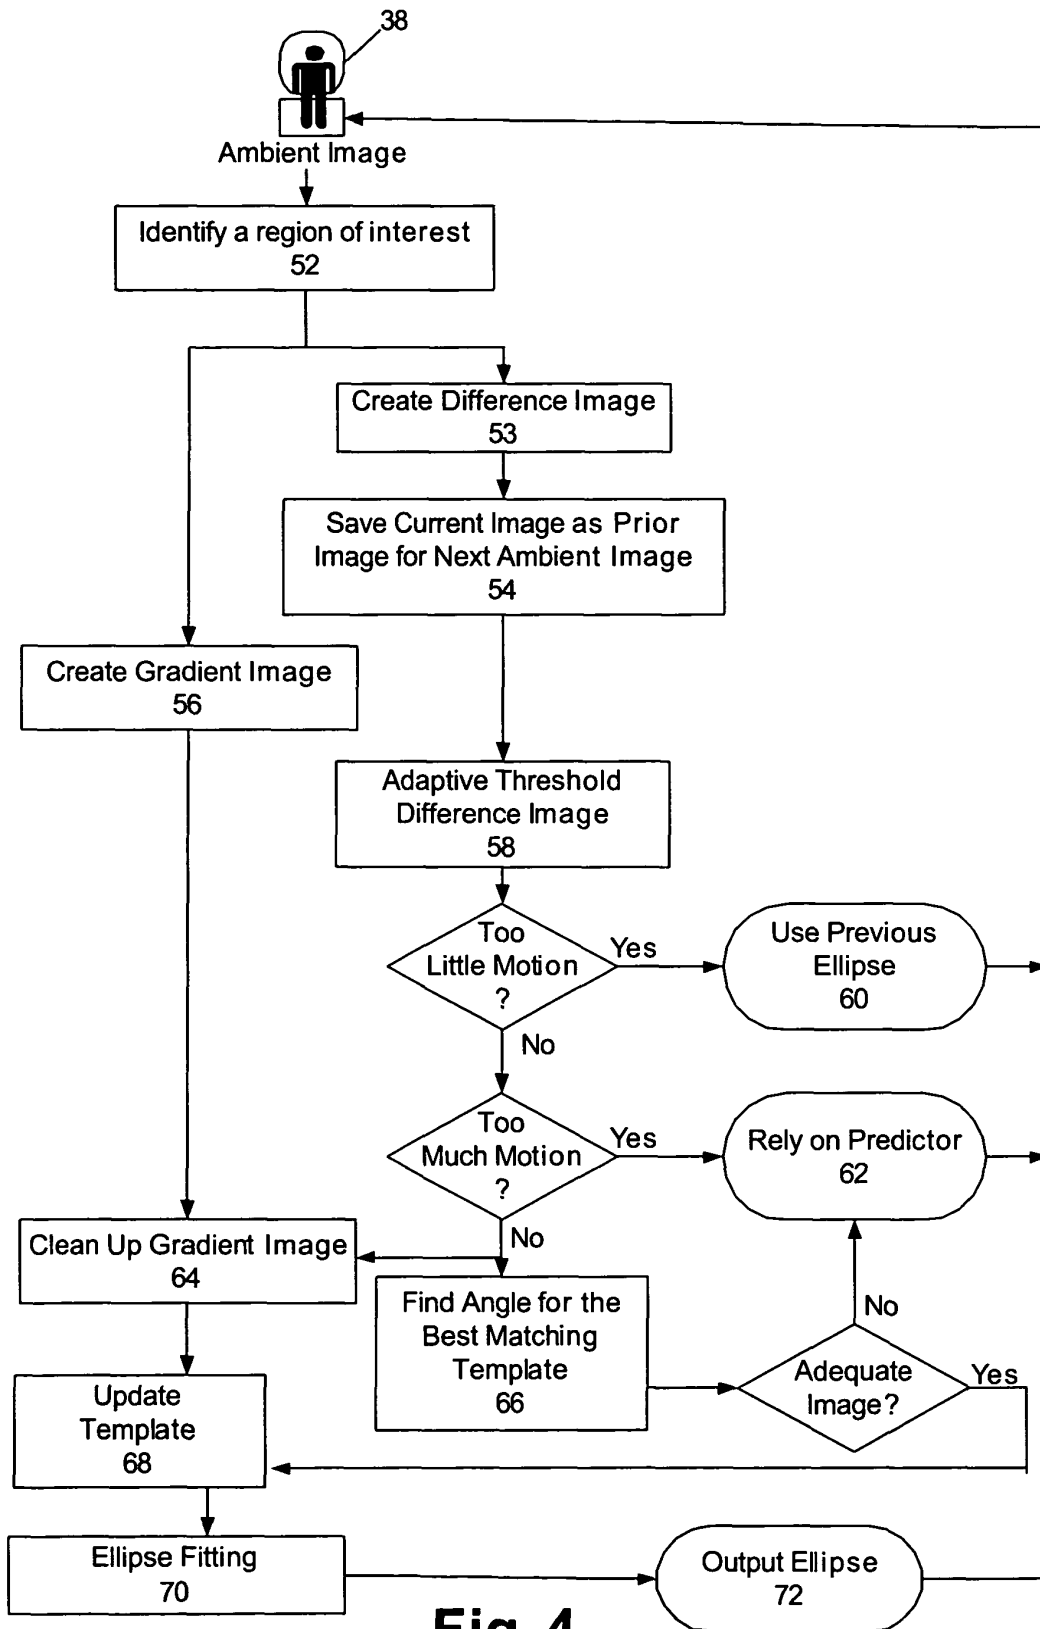 38
Ambient Image
Identify a region of interest
52
Create Difference Image
53
Save Current Image as Prior
Image for Next Ambient Image
54
Create Gradient Image
56
Adaptive Threshold
Difference Image
58
Too
Little Motion
?
Yes
Use Previous
Ellipse
60
No
Too
Much Motion
?
Yes
Rely on Predictor
62
No
Clean Up Gradient Image
64
Find Angle for the
Best Matching
Template
66
No
Adequate
Image?
Yes
Update
Template
68
Ellipse Fitting
70
Output Ellipse
72
Fig. 4